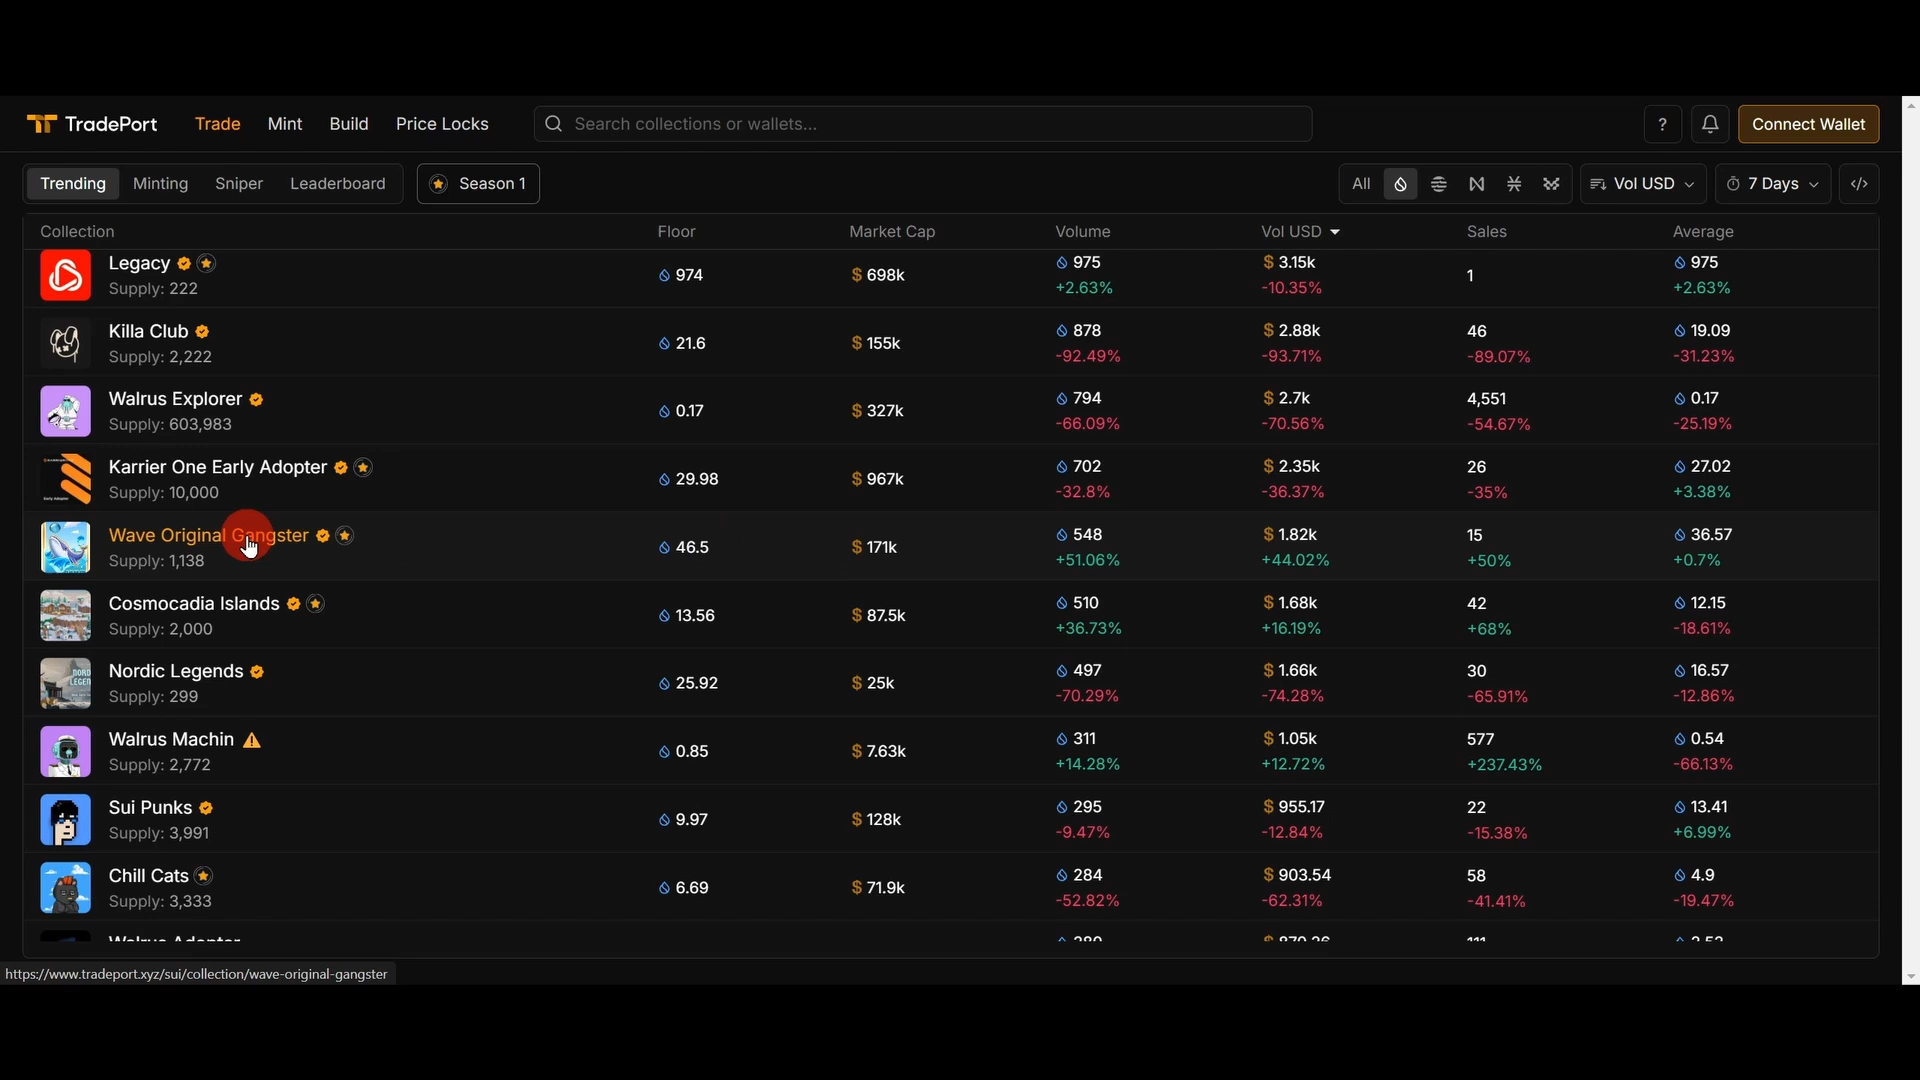 TradePort Trade Mint Build Price Locks Search collections or wallets... ? Connect Wallet
Trending Minting Sniper Leaderboard Season 1 All Vol USD 7 Days </>
Collection Floor Market Cap Volume Vol USD Sales Average
Legacy 975 $ 3.15k 975
974 $ 698k 1
Supply: 222 +2.63% -10.35% +2.63%
Killa Club 878 $ 2.88k 46 19.09
21.6 $ 155k
Supply: 2,222 -92.49% -93.71% -89.07% -31.23%
Walrus Explorer 794 $ 2.7k 4,551 0.17
0.17 $ 327k
Supply: 603,983 -66.09% -70.56% -54.67% -25.19%
Karrier One Early Adopter 702 $ 2.35k 26 27.02
29.98 $ 967k
Supply: 10,000 -32.8% -36.37% -35% +3.38%
Wave Original Gangster 548 $ 1.82k 15 36.57
46.5 $ 171k
Supply: 1,138 +51.06% +44.02% +50% +0.7%
Cosmocadia Islands 510 $ 1.68k 42 12.15
13.56 $ 87.5k
Supply: 2,000 +36.73% +16.19% +68% -18.61%
Nordic Legends 497 $ 1.66k 30 16.57
25.92 $ 25k
Supply: 299 -70.29% -74.28% -65.91% -12.86%
Walrus Machin 311 $ 1.05k 577 0.54
0.85 $ 7.63k
Supply: 2,772 +14.28% +12.72% +237.43% -66.13%
Sui Punks 295 $ 955.17 22 13.41
9.97 $ 128k
Supply: 3,991 -9.47% -12.84% -15.38% +6.99%
Chill Cats 284 $ 903.54 58 4.9
6.69 $ 71.9k
Supply: 3,333 -52.82% -62.31% -41.41% -19.47%
https://www.tradeport.xyz/sui/collection/wave-original-gangster